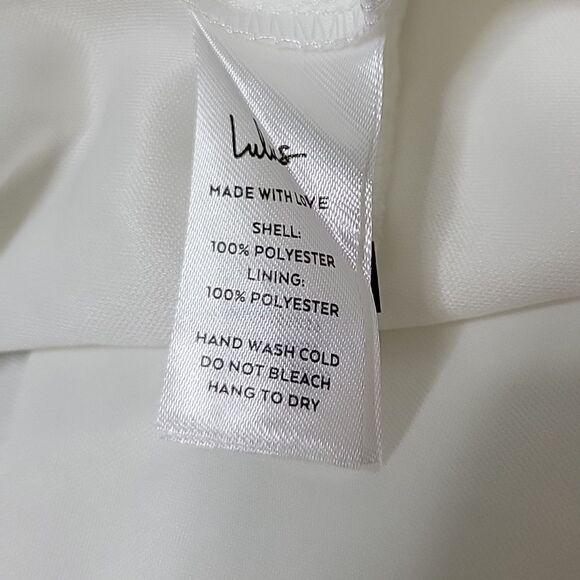 Lulus
MADE WITH LOVE
SHELL:
100% POLYESTER
LINING:
100% POLYESTER
HAND WASH COLD
DO NOT BLEACH
HANG TO DRY